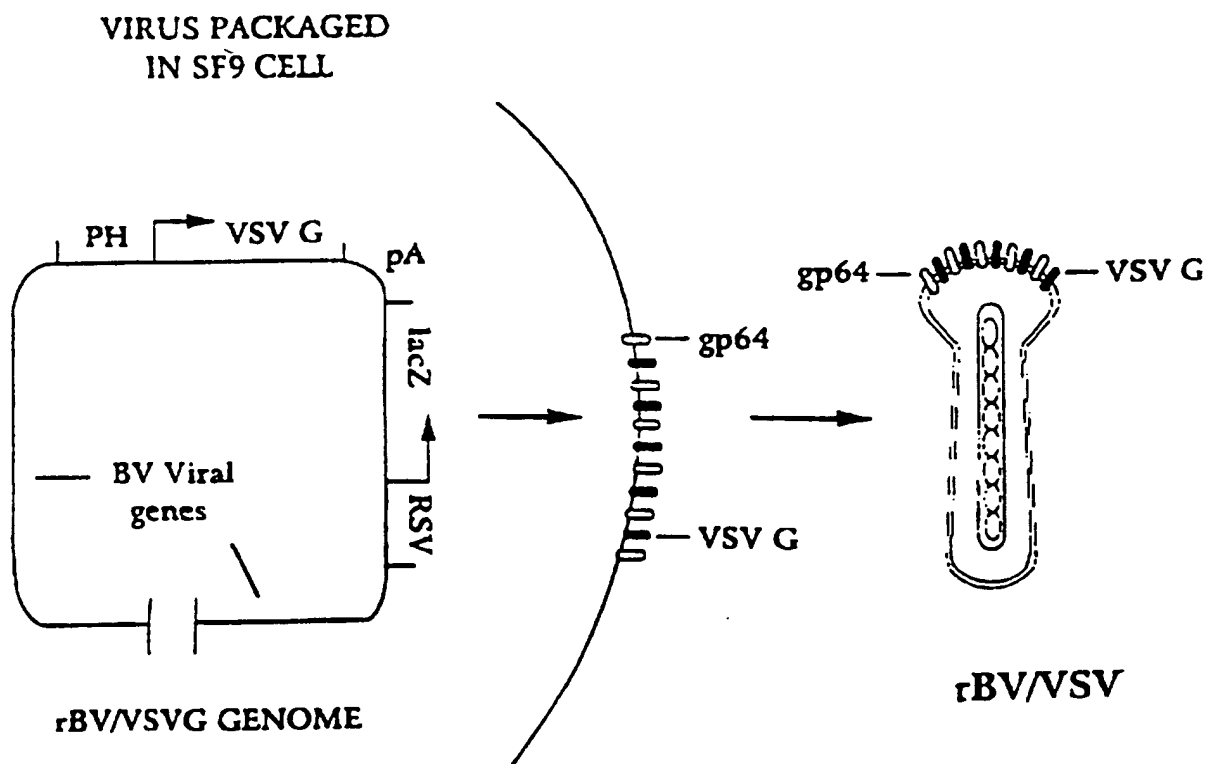 VIRUS PACKAGED
IN SF9 CELL
PH
VSV G
pA
lacZ
RSV
BV Viral
genes
rBV/VSVG GENOME
gp64
VSV G
gp64
VSV G
rBV/VSV